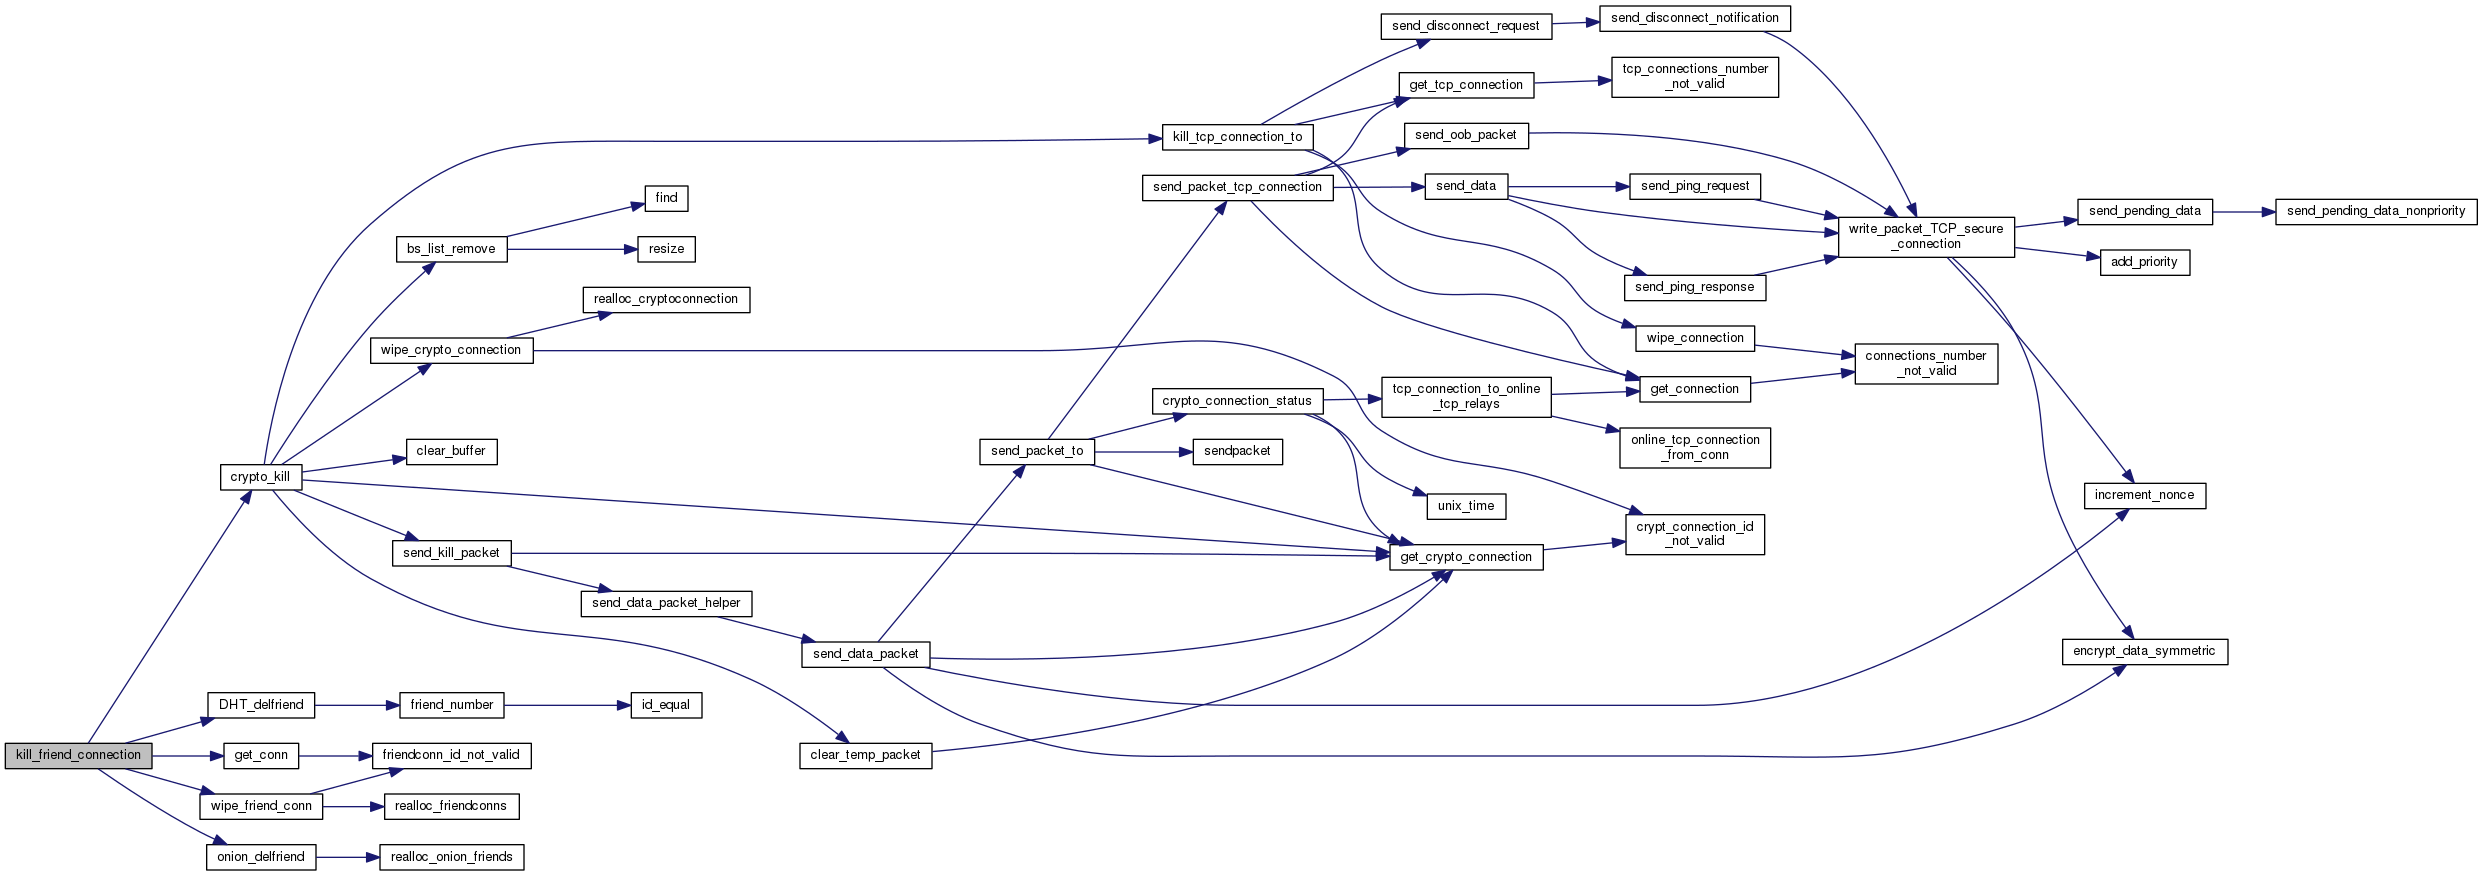 kill_friend_connection
crypto_kill
DHT_delfriend
get_conn
wipe_friend_conn
onion_delfriend
bs_list_remove
wipe_crypto_connection
clear_buffer
send_kill_packet
friend_number
friendconn_id_not_valid
realloc_friendconns
realloc_onion_friends
find
resize
realloc_cryptoconnection
send_data_packet_helper
id_equal
send_data_packet
clear_temp_packet
send_packet_to
kill_tcp_connection_to
send_packet_tcp_connection
crypto_connection_status
sendpacket
send_disconnect_request
get_tcp_connection
send_oob_packet
send_data
tcp_connection_to_online
_tcp_relays
unix_time
get_crypto_connection
send_disconnect_notification
tcp_connections_number
_not_valid
send_ping_request
send_ping_response
wipe_connection
get_connection
online_tcp_connection
_from_conn
crypt_connection_id
_not_valid
write_packet_TCP_secure
_connection
connections_number
_not_valid
send_pending_data
add_priority
increment_nonce
encrypt_data_symmetric
send_pending_data_nonpriority